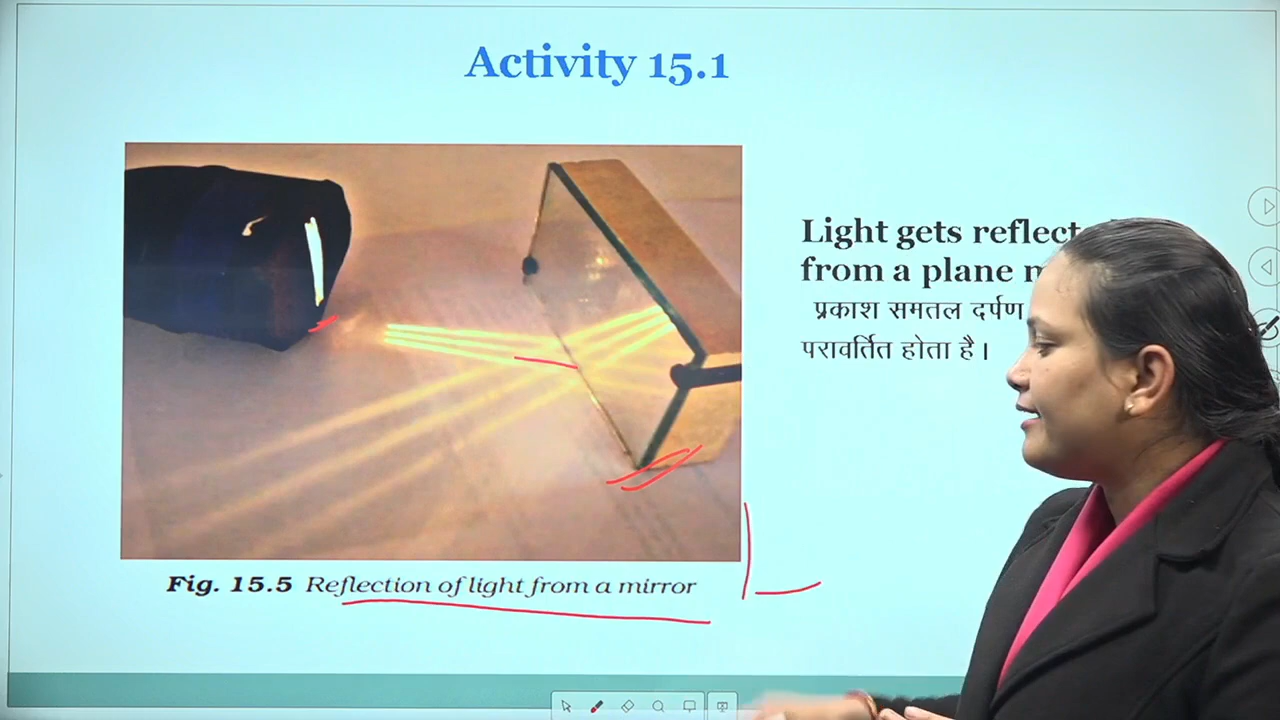 Activity 15.1
Light gets reflect
from a plane
प्रकाश समतल दर्पण
परावर्तित होता है।
Fig. 15.5 Reflection of light from a mirror